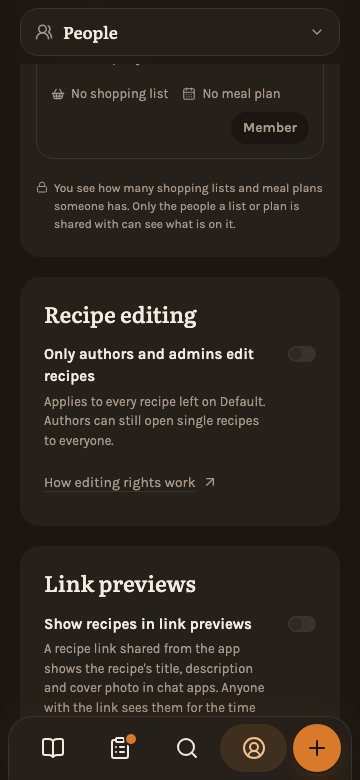 People
No shopping list No meal plan
Member
You see how many shopping lists and meal plans
someone has. Only the people a list or plan is
shared with can see what is on it.
Recipe editing
Only authors and admins edit
recipes
Applies to every recipe left on Default.
Authors can still open single recipes
to everyone.
How editing rights work
Link previews
Show recipes in link previews
A recipe link shared from the app
shows the recipe's title, description
and cover photo in chat apps. Anyone
with the link sees them for the time